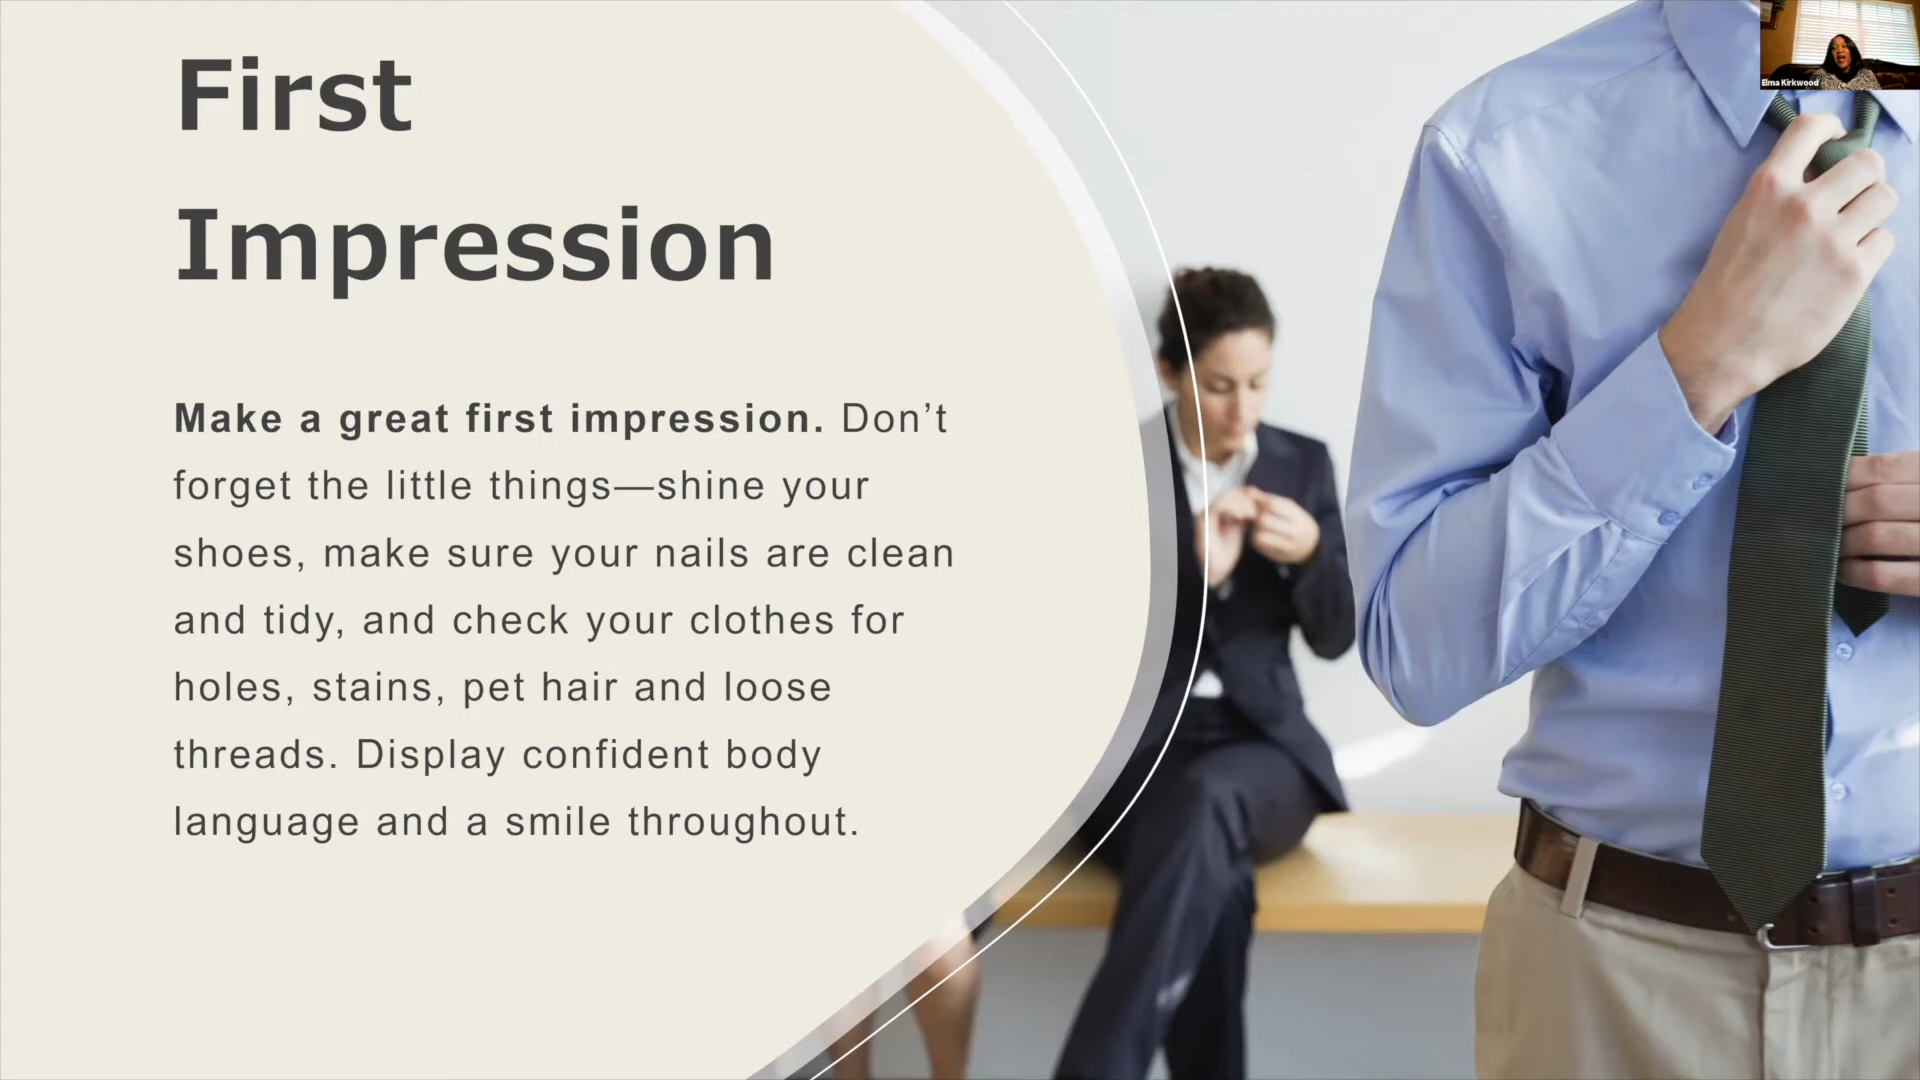 First
Impression
Make a great first impression. Don’t
forget the little things—shine your
shoes, make sure your nails are clean
and tidy, and check your clothes for
holes, stains, pet hair and loose
threads. Display confident body
language and a smile throughout.
Elma Kirkwood